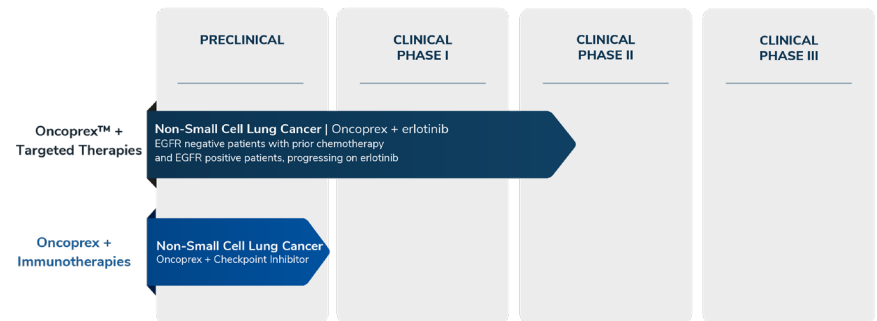 PRECLINICAL
CLINICAL
PHASE I
CLINICAL
PHASE II
CLINICAL
PHASE III
Oncoprex™ +
Targeted Therapies
Non-Small Cell Lung Cancer | Oncoprex + erlotinib
EGFR negative patients with prior chemotherapy
and EGFR positive patients, progressing on erlotinib
Oncoprex +
Immunotherapies
Non-Small Cell Lung Cancer
Oncoprex + Checkpoint Inhibitor